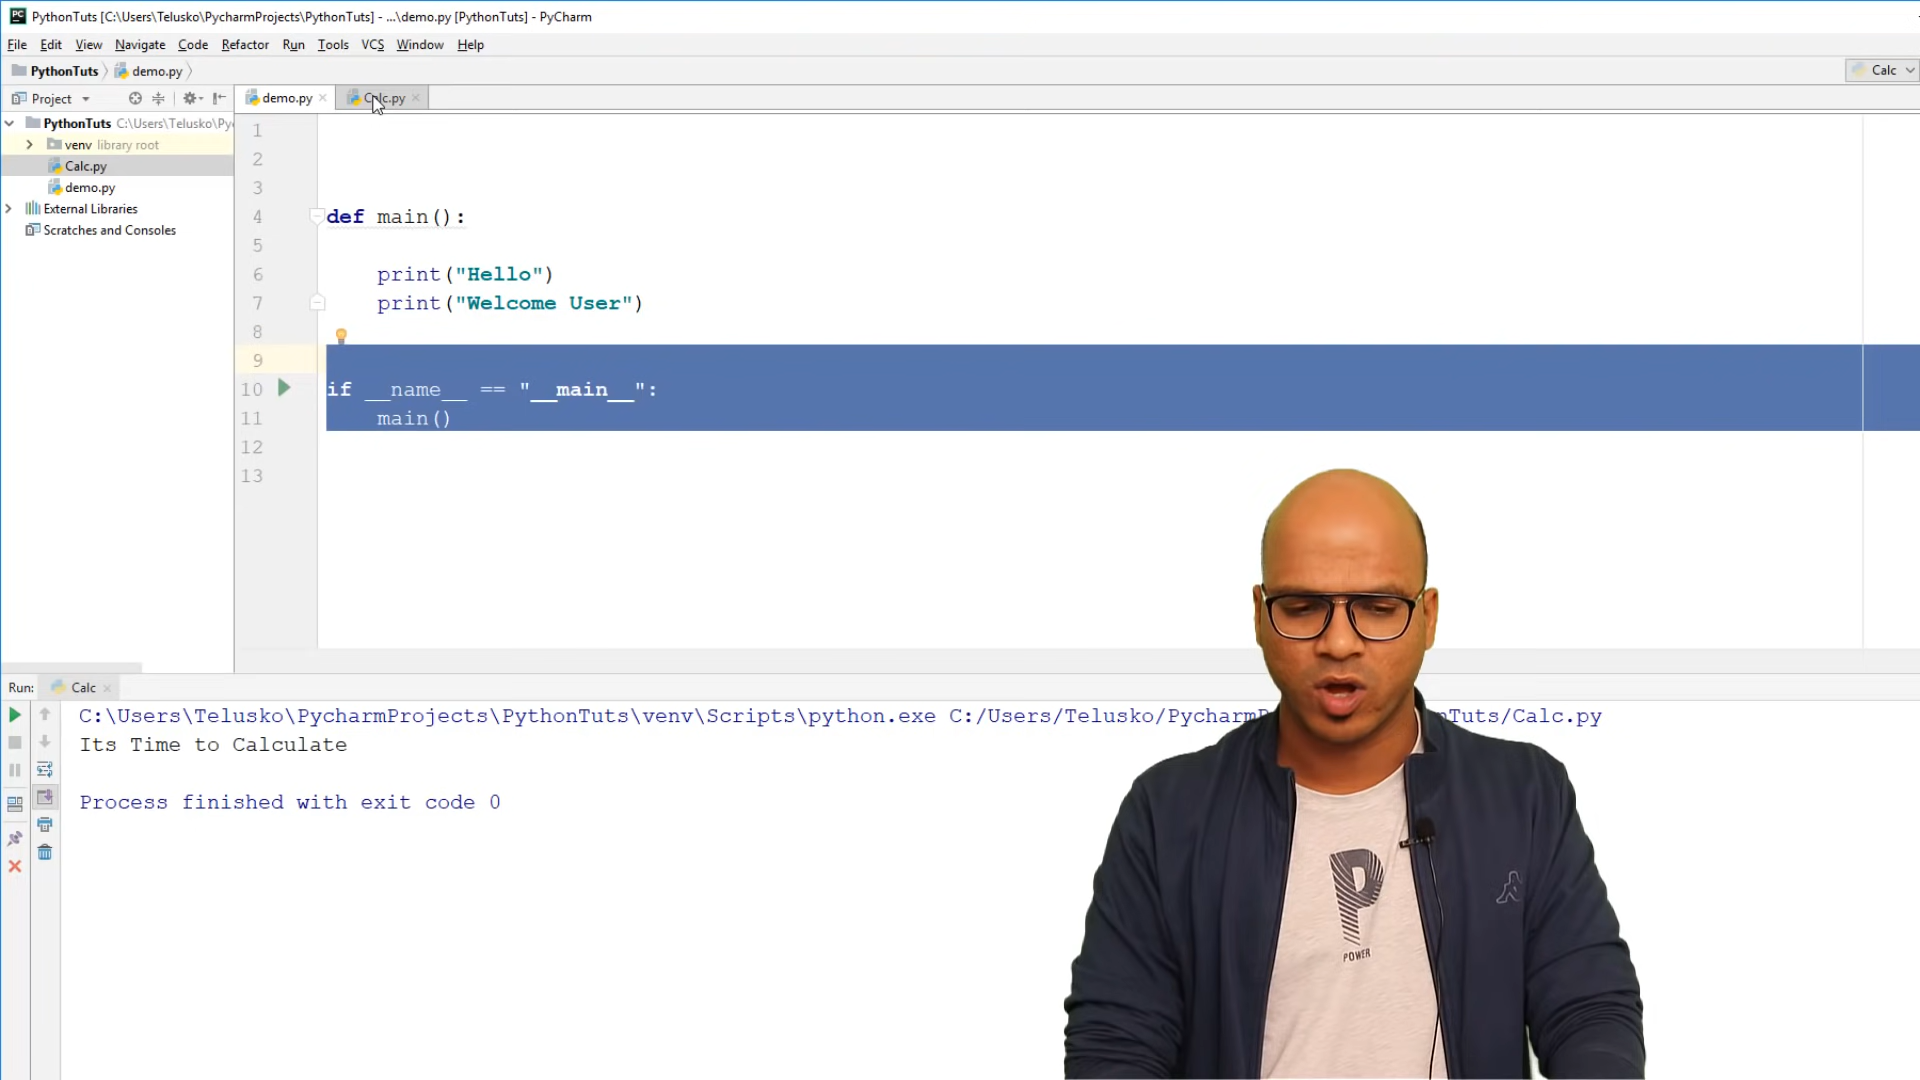 PythonTuts [C:\Users\Telusko\PycharmProjects\PythonTuts] - ...\demo.py [PythonTuts] - PyCharm
File Edit View Navigate Code Refactor Run Tools VCS Window Help
PythonTuts demo.py Calc
Project demo.py Calc.py
PythonTuts C:\Users\Telusko\Py
venv library root
Calc.py
demo.py
External Libraries
Scratches and Consoles
1
2
3
4 def main():
5
6 print("Hello")
7 print("Welcome User")
8
9
10 if __name__ == "__main__":
11 main()
12
13
Run: Calc
C:\Users\Telusko\PycharmProjects\PythonTuts\venv\Scripts\python.exe C:/Users/Telusko/Pycharm nTuts/Calc.py
Its Time to Calculate
Process finished with exit code 0
P
POWER